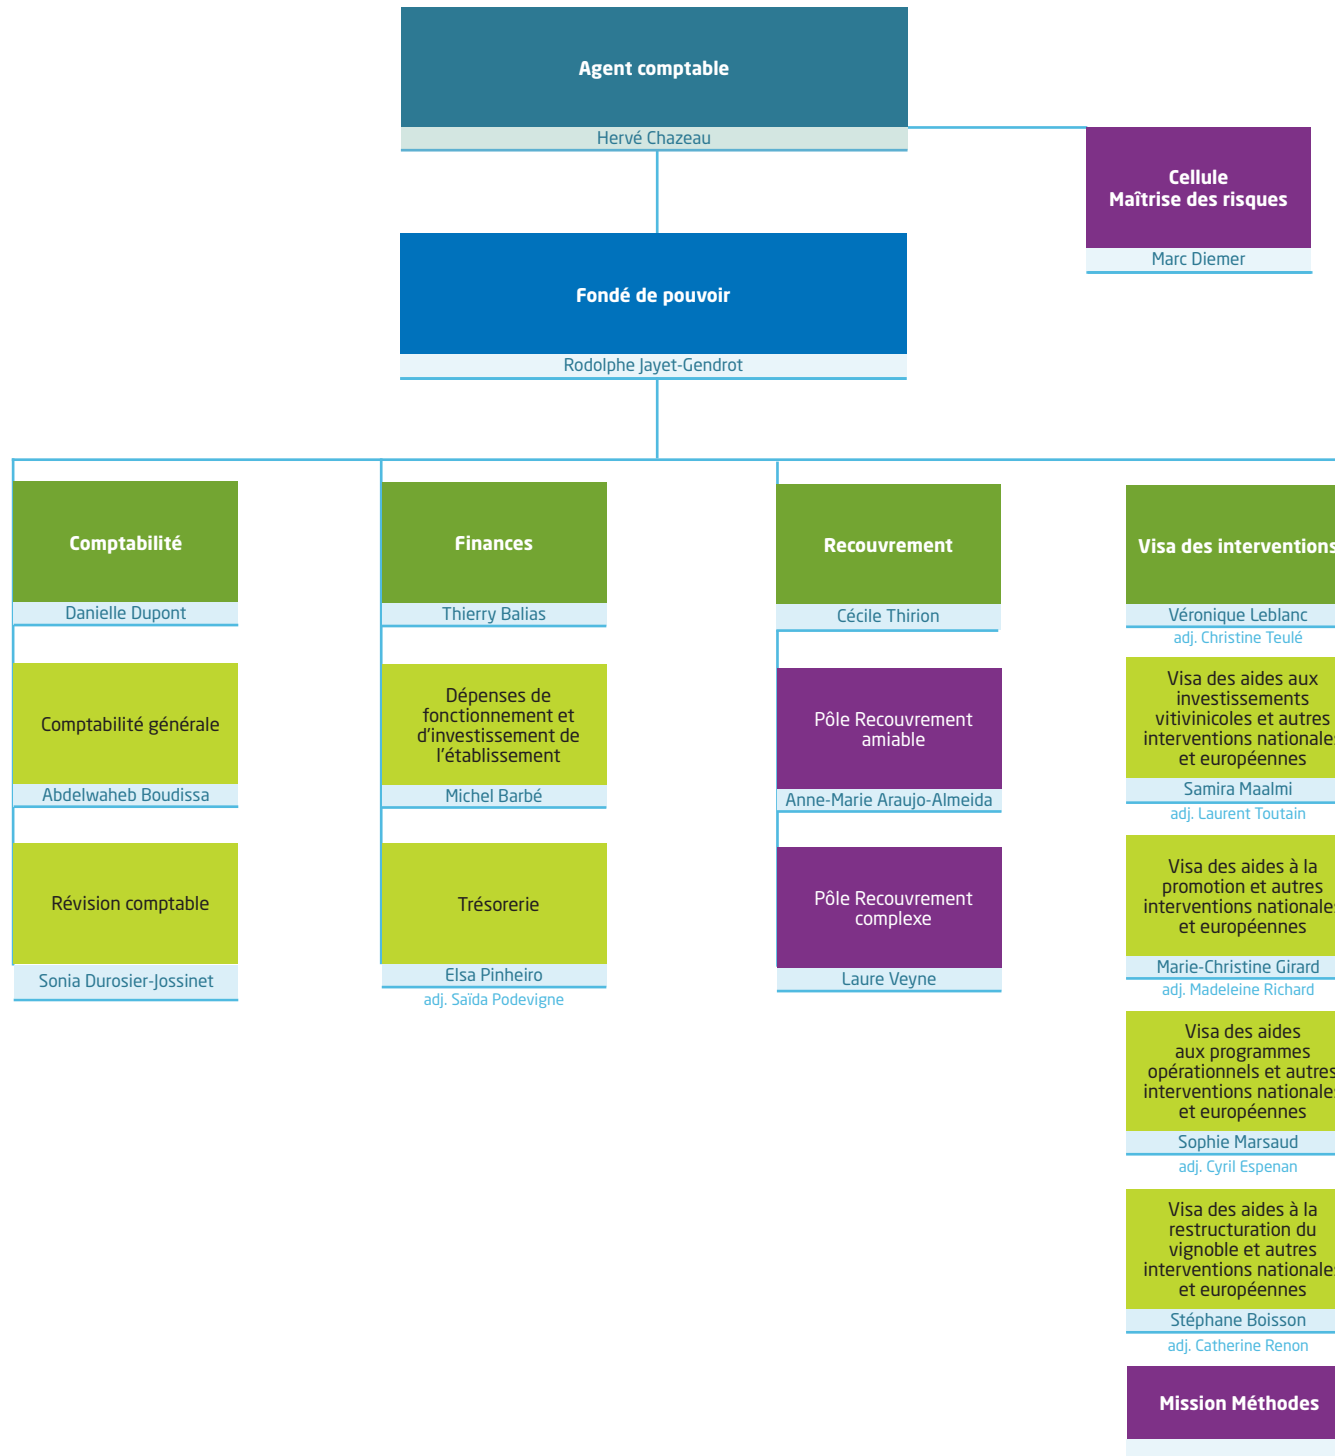 Agent comptable
Hervé Chazeau
Cellule
Maîtrise des risques
Marc Diemer
Fondé de pouvoir
Rodolphe Jayet-Gendrot
Comptabilité
Danielle Dupont
Comptabilité générale
Abdelwaheb Boudissa
Révision comptable
Sonia Durosier-Jossinet
Finances
Thierry Balias
Dépenses de
fonctionnement et
d'investissement de
l'établissement
Michel Barbé
Trésorerie
Elsa Pinheiro
adj. Saïda Podevigne
Recouvrement
Cécile Thirion
Pôle Recouvrement
amiable
Anne-Marie Araujo-Almeida
Pôle Recouvrement
complexe
Laure Veyne
Visa des interventions
Véronique Leblanc
adj. Christine Teulé
Visa des aides aux
investissements
vitivinicoles et autres
interventions nationales
et européennes
Samira Maalmi
adj. Laurent Toutain
Visa des aides à la
promotion et autres
interventions nationales
et européennes
Marie-Christine Girard
adj. Madeleine Richard
Visa des aides
aux programmes
opérationnels et autres
interventions nationales
et européennes
Sophie Marsaud
adj. Cyril Espenan
Visa des aides à la
restructuration du
vignoble et autres
interventions nationales
et européennes
Stéphane Boisson
adj. Catherine Renon
Mission Méthodes